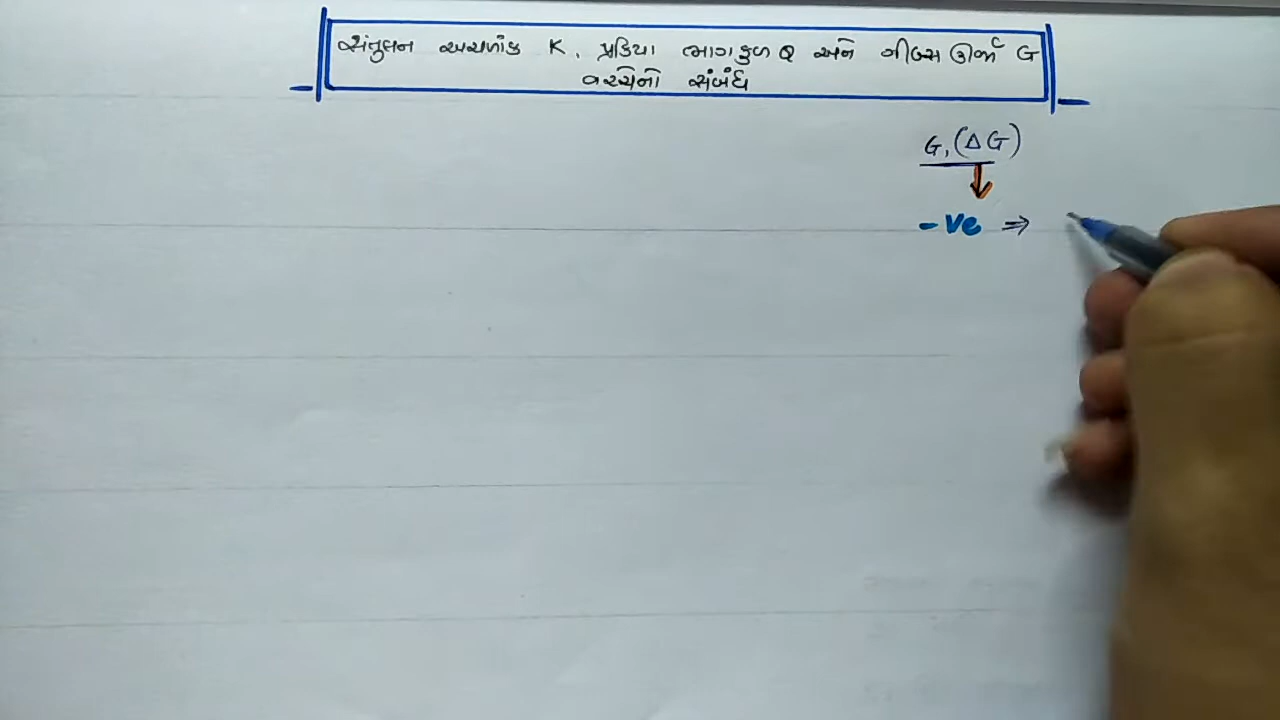 સંતુલન અચળાંક K, પ્રક્રિયા ભાગફળ Q અને ગીબ્સ ઊર્જા G
વચ્ચેનો સંબંધ
G, (ΔG)
↓
-ve ⇒